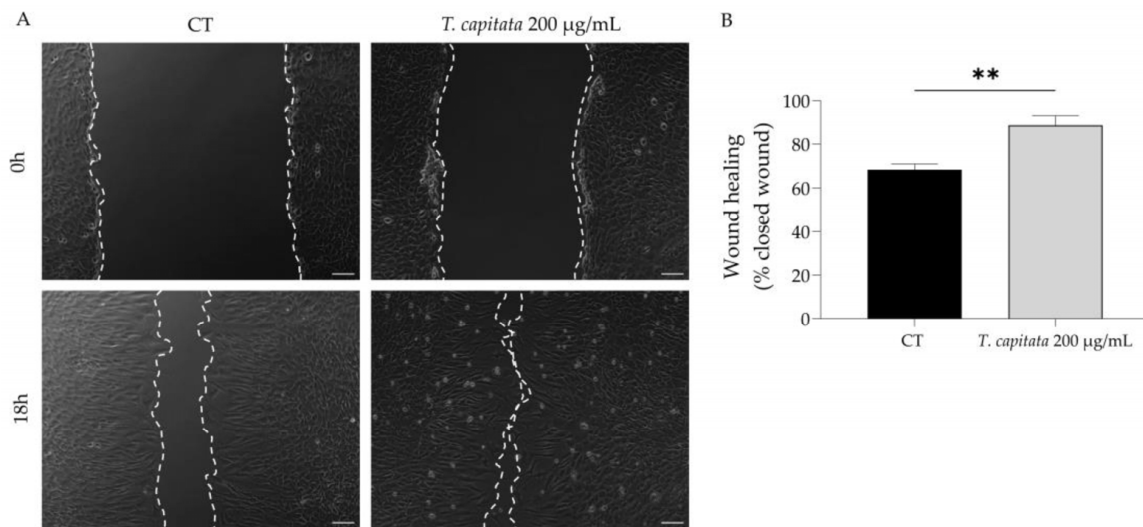 A
CT
T. capitata 200 µg/mL
0h
18h
B
**
Wound healing
(% closed wound)
100
80
60
40
20
0
CT
T. capitata 200 µg/mL